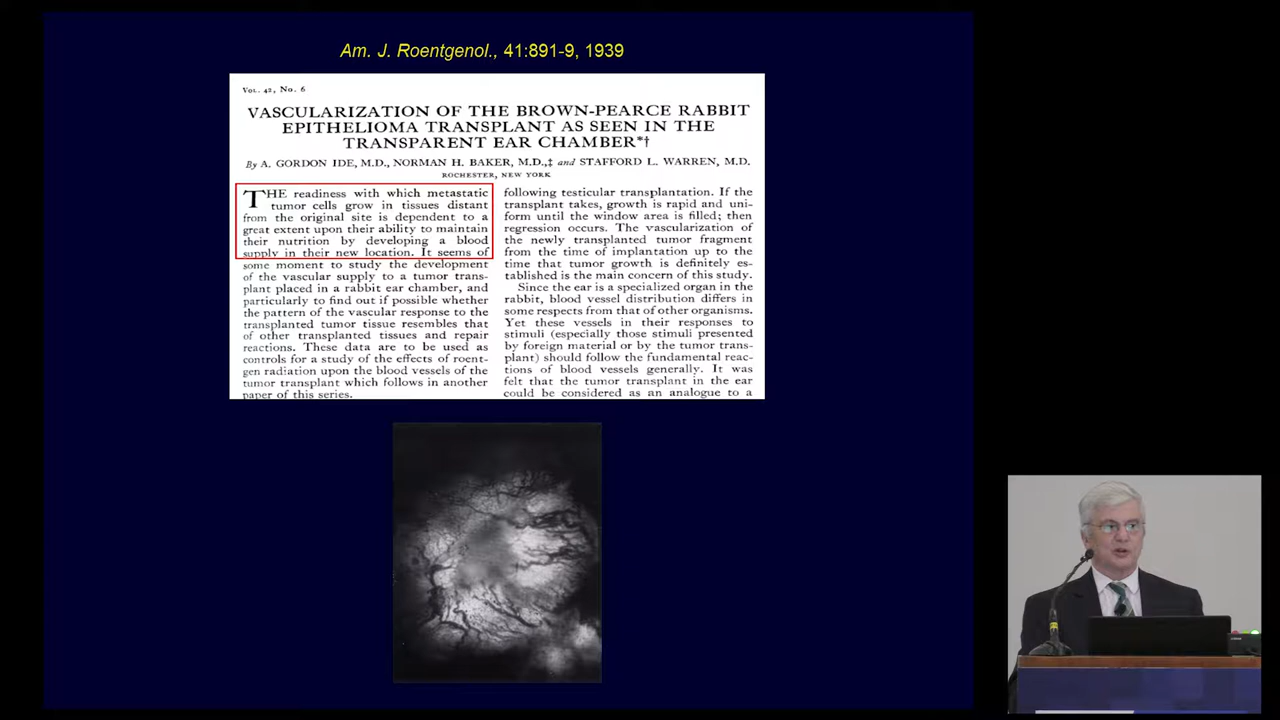 Am. J. Roentgenol., 41:891-9, 1939
Vol. 42, No. 6
VASCULARIZATION OF THE BROWN-PEARCE RABBIT
EPITHELIOMA TRANSPLANT AS SEEN IN THE
TRANSPARENT EAR CHAMBER*†
By A. GORDON IDE, M.D., NORMAN H. BAKER, M.D.,‡ and STAFFORD L. WARREN, M.D.
ROCHESTER, NEW YORK
THE readiness with which metastatic
tumor cells grow in tissues distant
from the original site is dependent to a
great extent upon their ability to maintain
their nutrition by developing a blood
supply in their new location. It seems of
some moment to study the development
of the vascular supply to a tumor trans-
plant placed in a rabbit ear chamber, and
particularly to find out if possible whether
the pattern of the vascular response to the
transplanted tumor tissue resembles that
of other transplanted tissues and repair
reactions. These data are to be used as
controls for a study of the effects of roent-
gen radiation upon the blood vessels of the
tumor transplant which follows in another
paper of this series.
following testicular transplantation. If the
transplant takes, growth is rapid and uni-
form until the window area is filled; then
regression occurs. The vascularization of
the newly transplanted tumor fragment
from the time of implantation up to the
time that tumor growth is definitely es-
tablished is the main concern of this study.
Since the ear is a specialized organ in the
rabbit, blood vessel distribution differs in
some respects from that of other organisms.
Yet these vessels in their responses to
stimuli (especially those stimuli presented
by foreign material or by the tumor trans-
plant) should follow the fundamental reac-
tions of blood vessels generally. It was
felt that the tumor transplant in the ear
could be considered as an analogue to a